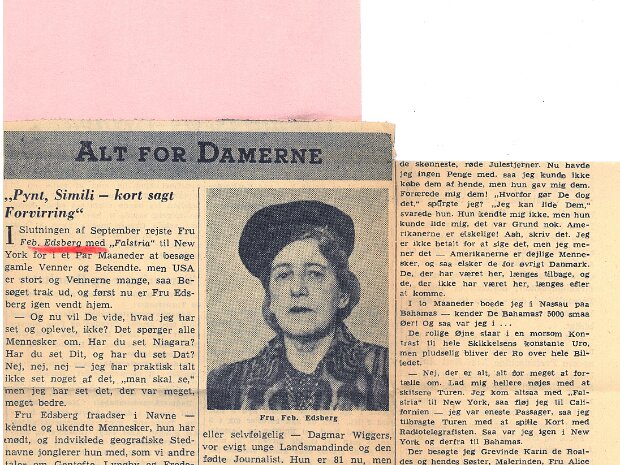 ALT FOR DAMERNE
„Pynt, Simili – kort sagt
Forvirring"
I Slutningen af September rejste Fru
Feb. Edsberg med „Falstria" til New
York for i et Par Maaneder at besøge
gamle Venner og Bekendte, men USA
er stort og Vennerne mange, saa Be-
søget trak ud, og først nu er Fru Eds-
berg igen vendt hjem.
— Og nu vil De vide, hvad jeg har
set og oplevet, ikke? Det spørger alle
Mennesker om. Har du set Niagara?
Har du set Dit, og har du set Dat?
Nej, nej, nej — jeg har praktisk talt
ikke set noget af det, „man skal se,"
men jeg har set det, der var meget,
meget bedre.
Fru Edsberg fraadser i Navne —
kendte og ukendte Mennesker, hun har
mødt, og indviklede geografiske Sted-
navne jonglerer hun med, som vi andre
tales om Gentofte, Lyngby og Frede-
Fru Feb. Edsberg
eller selvfølgelig — Dagmar Wiggers,
vor evigt unge Landsmandinde og den
fødte Journalist. Hun er 81 nu, men
de skønneste, røde Julestjerner. Nu havde
jeg ingen Penge med, saa jeg kunde ikke
købe dem af hende, men hun gav mig dem.
Forærede mig dem! „Hvorfor gør De dog
det," spurgte jeg? „Jeg kan lide Dem,"
svarede hun. Hun kendte mig ikke, men hun
kunde lide mig, det var Grund nok. Ame-
rikanerne er elskelige! Aah, skriv det. Jeg
er ikke betalt for at sige det, men jeg me-
ner det — Amerikanerne er dejlige Menne-
sker, og saa elsker de for øvrigt Danmark.
De, der har været her, længes tilbage, og
de, der ikke har været her, længes efter
at komme.
I to Maaneder boede jeg i Nassau paa
Bahamas — kender De Bahamas? 5000 smaa
Øer! Og saa var jeg i . . .
De rolige Øjne staar i en morsom Kon-
trast til hele Skikkelsens konstante Uro,
men pludselig bliver der Ro over hele Bil-
ledet.
— Nej, der er alt, alt for meget at for-
tælle om. Lad mig hellere nøjes med at
skitsere Turen. Jeg kom altsaa med „Fal-
stria" til New York, saa fløj jeg til Cali-
fornien — jeg var eneste Passager, saa jeg
tilbragte Turen med at spille Kort med
Radiotelegrafisten. Saa var jeg igen i New
York og derfra til Bahamas.
Der besøgte jeg Grevinde Karin de Roal-
des og hendes Søster, Malerinden, Fru Alice